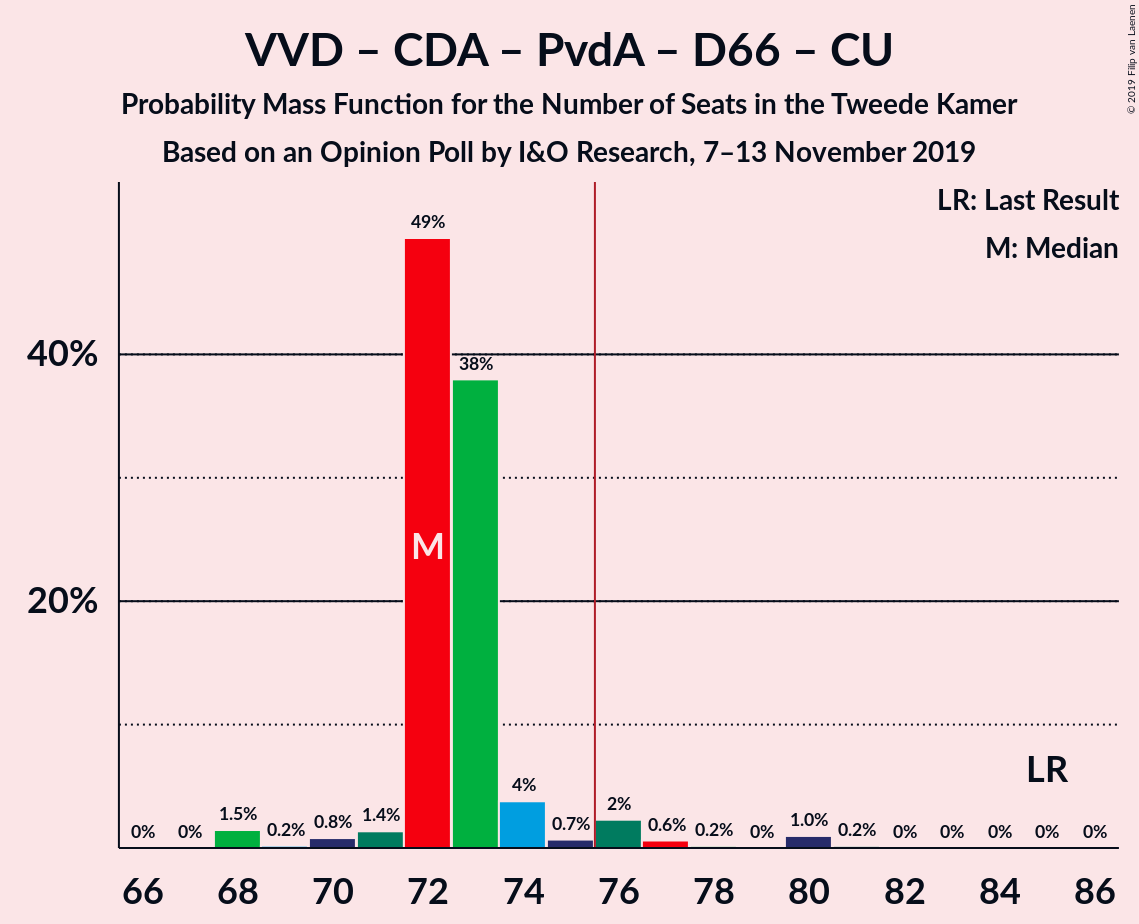 VVD – CDA – PvdA – D66 – CU
Probability Mass Function for the Number of Seats in the Tweede Kamer
Based on an Opinion Poll by I&O Research, 7–13 November 2019
© 2019 Filip van Laenen
LR: Last Result
M: Median
40%
20%
0%
0%
1.5%
0.2%
0.8%
1.4%
49%
38%
4%
0.7%
2%
0.6%
0.2%
0%
1.0%
0.2%
0%
0%
0%
0%
0%
M
LR
66 68 70 72 74 76 78 80 82 84 86